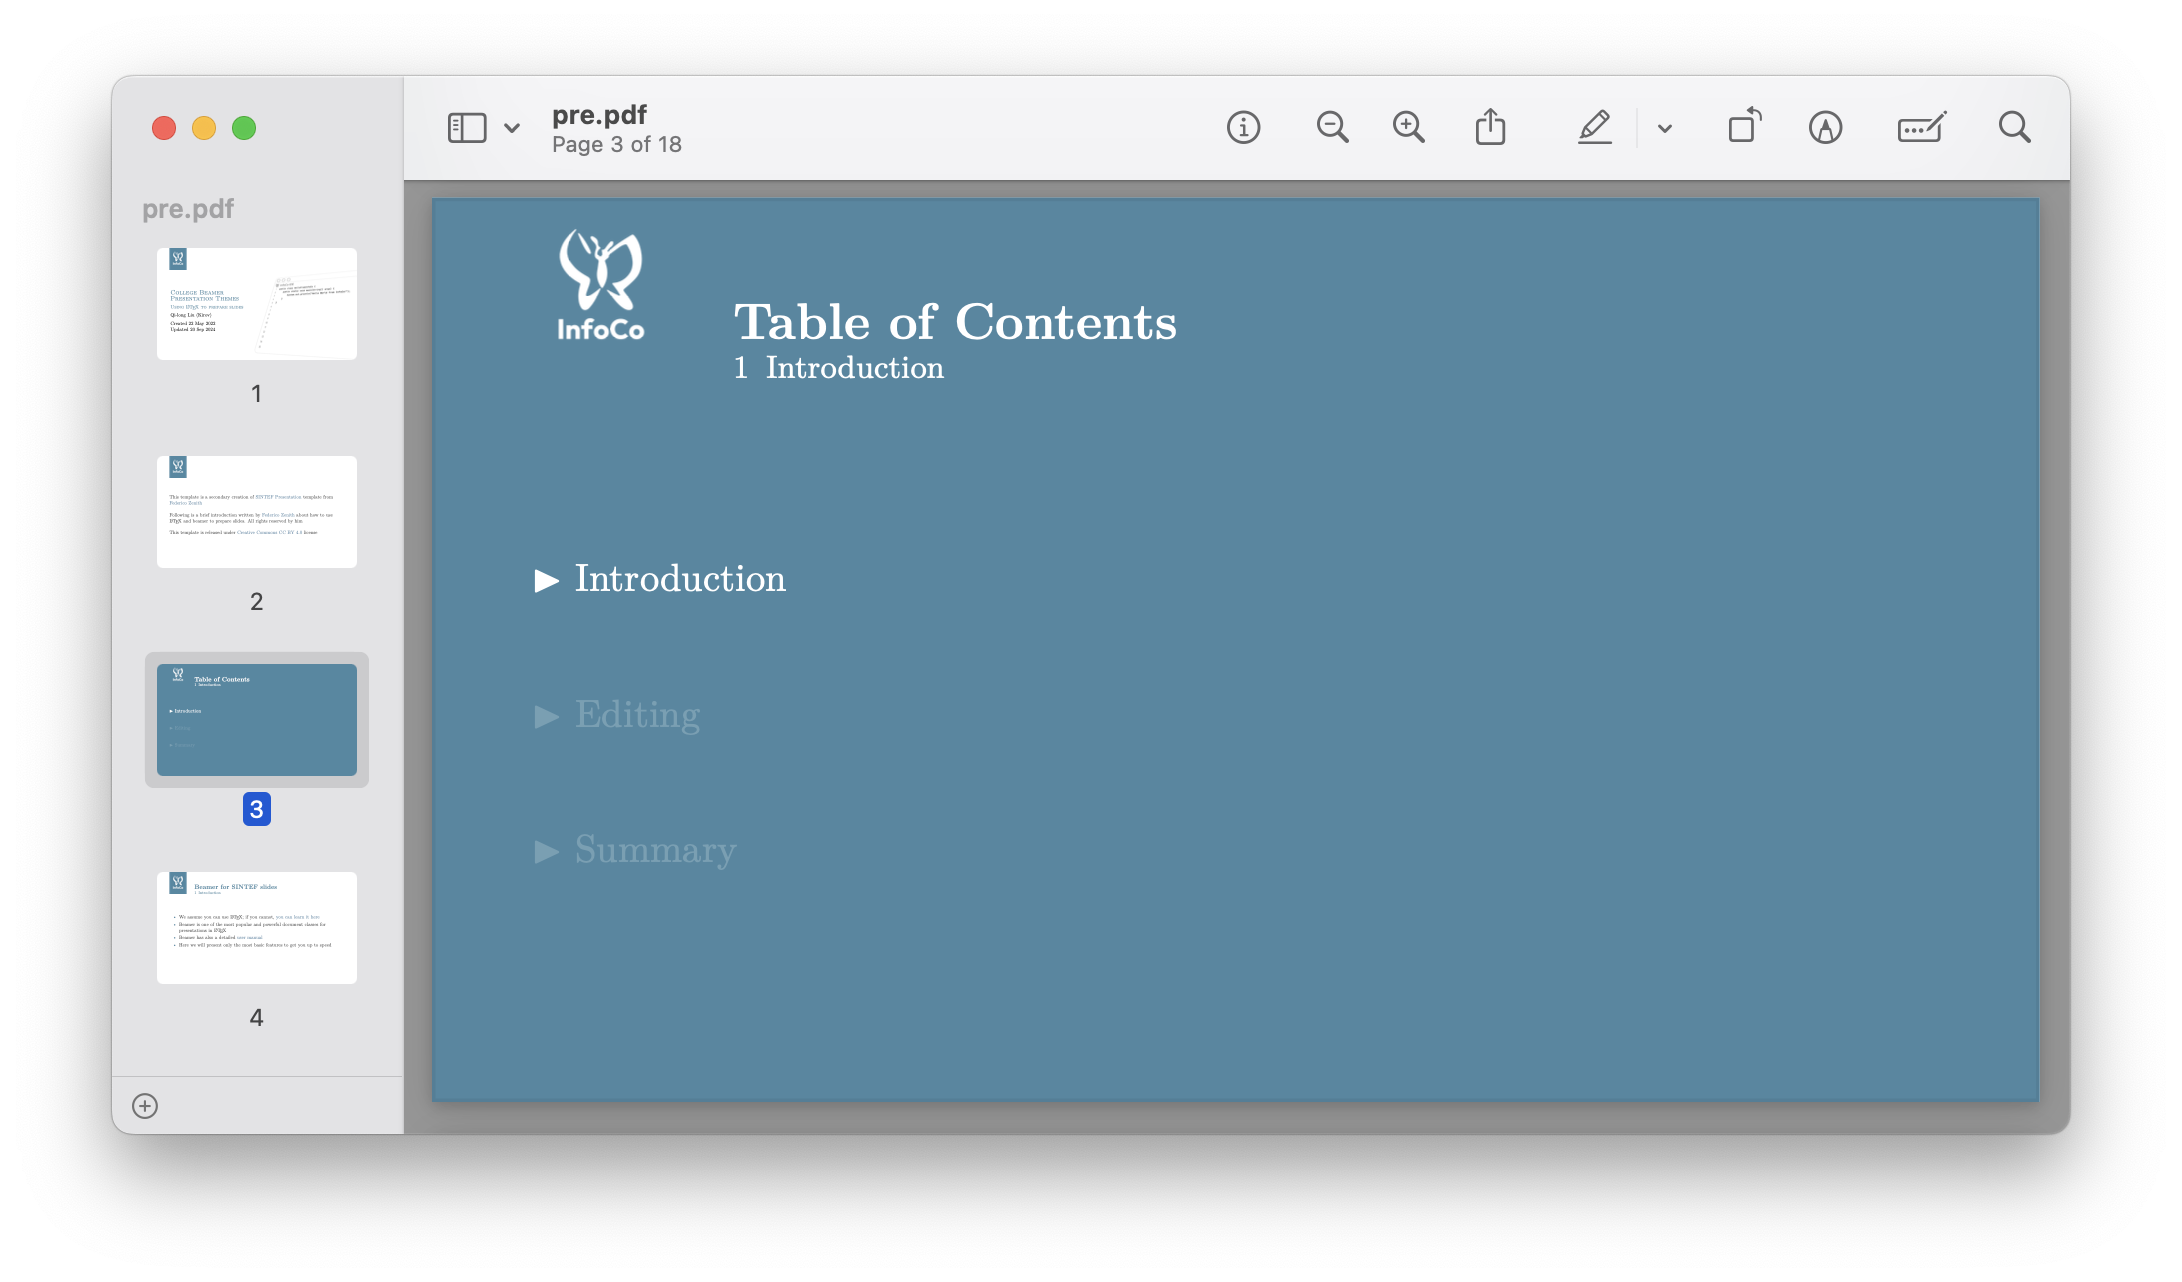 pre.pdf
Page 3 of 18
pre.pdf
InfoCo
College Beamer
Presentation Themes
Using LATEX to prepare slides
Qi-long Liu (Kirov)
Created 22 May 2022
Updated 20 Sep 2024
1
This template is a secondary creation of SINTEF Presentation template from
Federico Zenith
Following is a brief introduction written by Federico Zenith about how to use
LATEX and beamer to prepare slides. All rights reserved by him
This template is released under Creative Commons CC BY 4.0 license
2
InfoCo
Table of Contents
1 Introduction
▶ Introduction
3
Beamer for SINTEF slides
1 Introduction
• We assume you can use LATEX; if you cannot, you can learn it here
• Beamer is one of the most popular and powerful document classes for
presentations in LATEX
• Beamer has also a detailed user manual
• Here we will present only the most basic features to get you up to speed
4
InfoCo
Table of Contents
1 Introduction
▶ Introduction
▶ Editing
▶ Summary